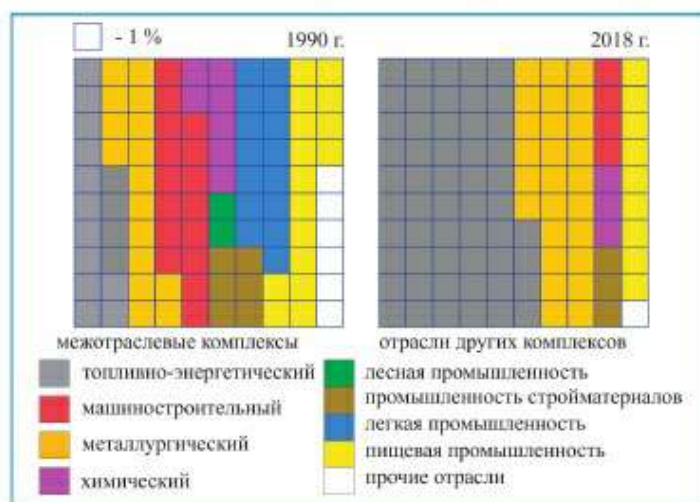 - 1 % 1990 г. 2018 г.
межотраслевые комплексы отрасли других комплексов
топливно-энергетический лесная промышленность
машиностроительный промышленность стройматериалов
металлургический легкая промышленность
химический пищевая промышленность
прочие отрасли